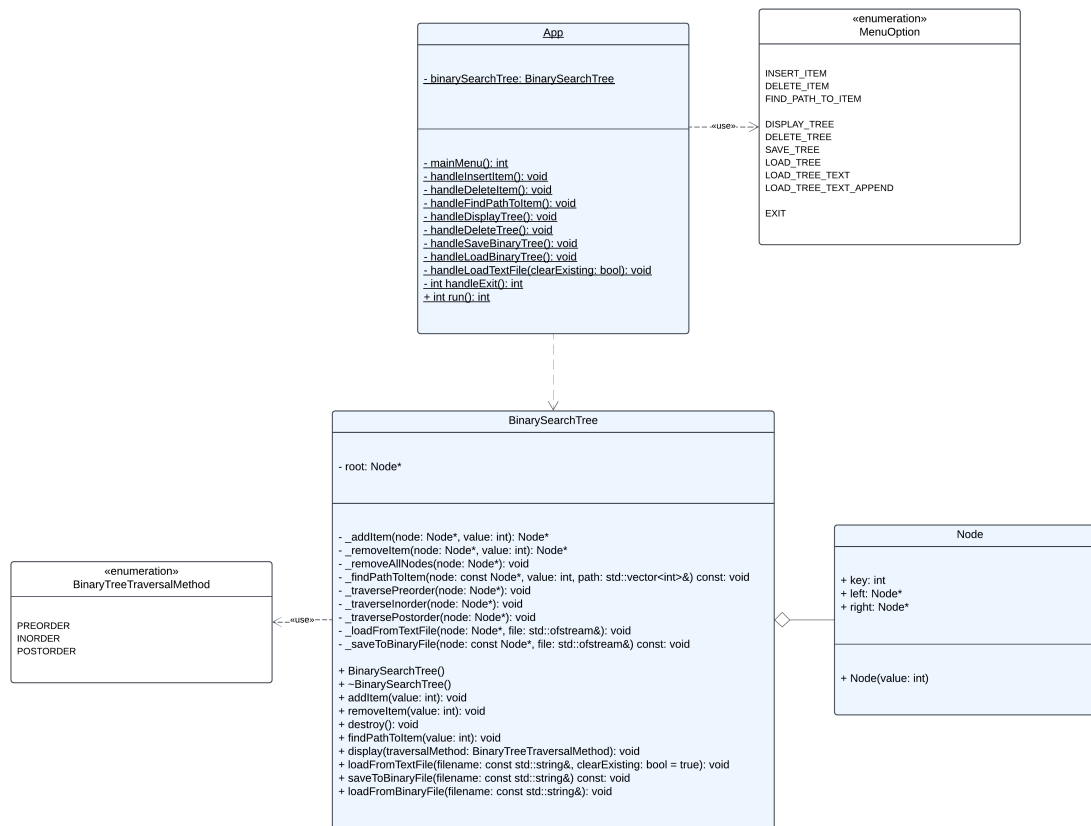 App
- binarySearchTree: BinarySearchTree
- mainMenu(): int
- handleInsertItem(): void
- handleDeleteItem(): void
- handleFindPathToItem(): void
- handleDisplayTree(): void
- handleDeleteTree(): void
- handleSaveBinaryTree(): void
- handleLoadBinaryTree(): void
- handleLoadTextFile(clearExisting: bool): void
- int handleExit(): int
+ int run(): int
«use»
«enumeration»
MenuOption
INSERT_ITEM
DELETE_ITEM
FIND_PATH_TO_ITEM
DISPLAY_TREE
DELETE_TREE
SAVE_TREE
LOAD_TREE
LOAD_TREE_TEXT
LOAD_TREE_TEXT_APPEND
EXIT
«enumeration»
BinaryTreeTraversalMethod
PREORDER
INORDER
POSTORDER
«use»
BinarySearchTree
- root: Node*
- _addItem(node: Node*, value: int): Node*
- _removeItem(node: Node*, value: int): Node*
- _removeAllNodes(node: Node*): void
- _findPathToItem(node: const Node*, value: int, path: std::vector<int>&) const: void
- _traversePreorder(node: Node*): void
- _traverseInorder(node: Node*): void
- _traversePostorder(node: Node*): void
- _loadFromTextFile(node: Node*, file: std::ofstream&): void
- _saveToBinaryFile(node: const Node*, file: std::ofstream&) const: void
+ BinarySearchTree()
+ ~BinarySearchTree()
+ addItem(value: int): void
+ removeItem(value: int): void
+ destroy(): void
+ findPathToItem(value: int): void
+ display(traversalMethod: BinaryTreeTraversalMethod): void
+ loadFromTextFile(filename: const std::string&, clearExisting: bool = true): void
+ saveToBinaryFile(filename: const std::string&) const: void
+ loadFromBinaryFile(filename: const std::string&): void
Node
+ key: int
+ left: Node*
+ right: Node*
+ Node(value: int)